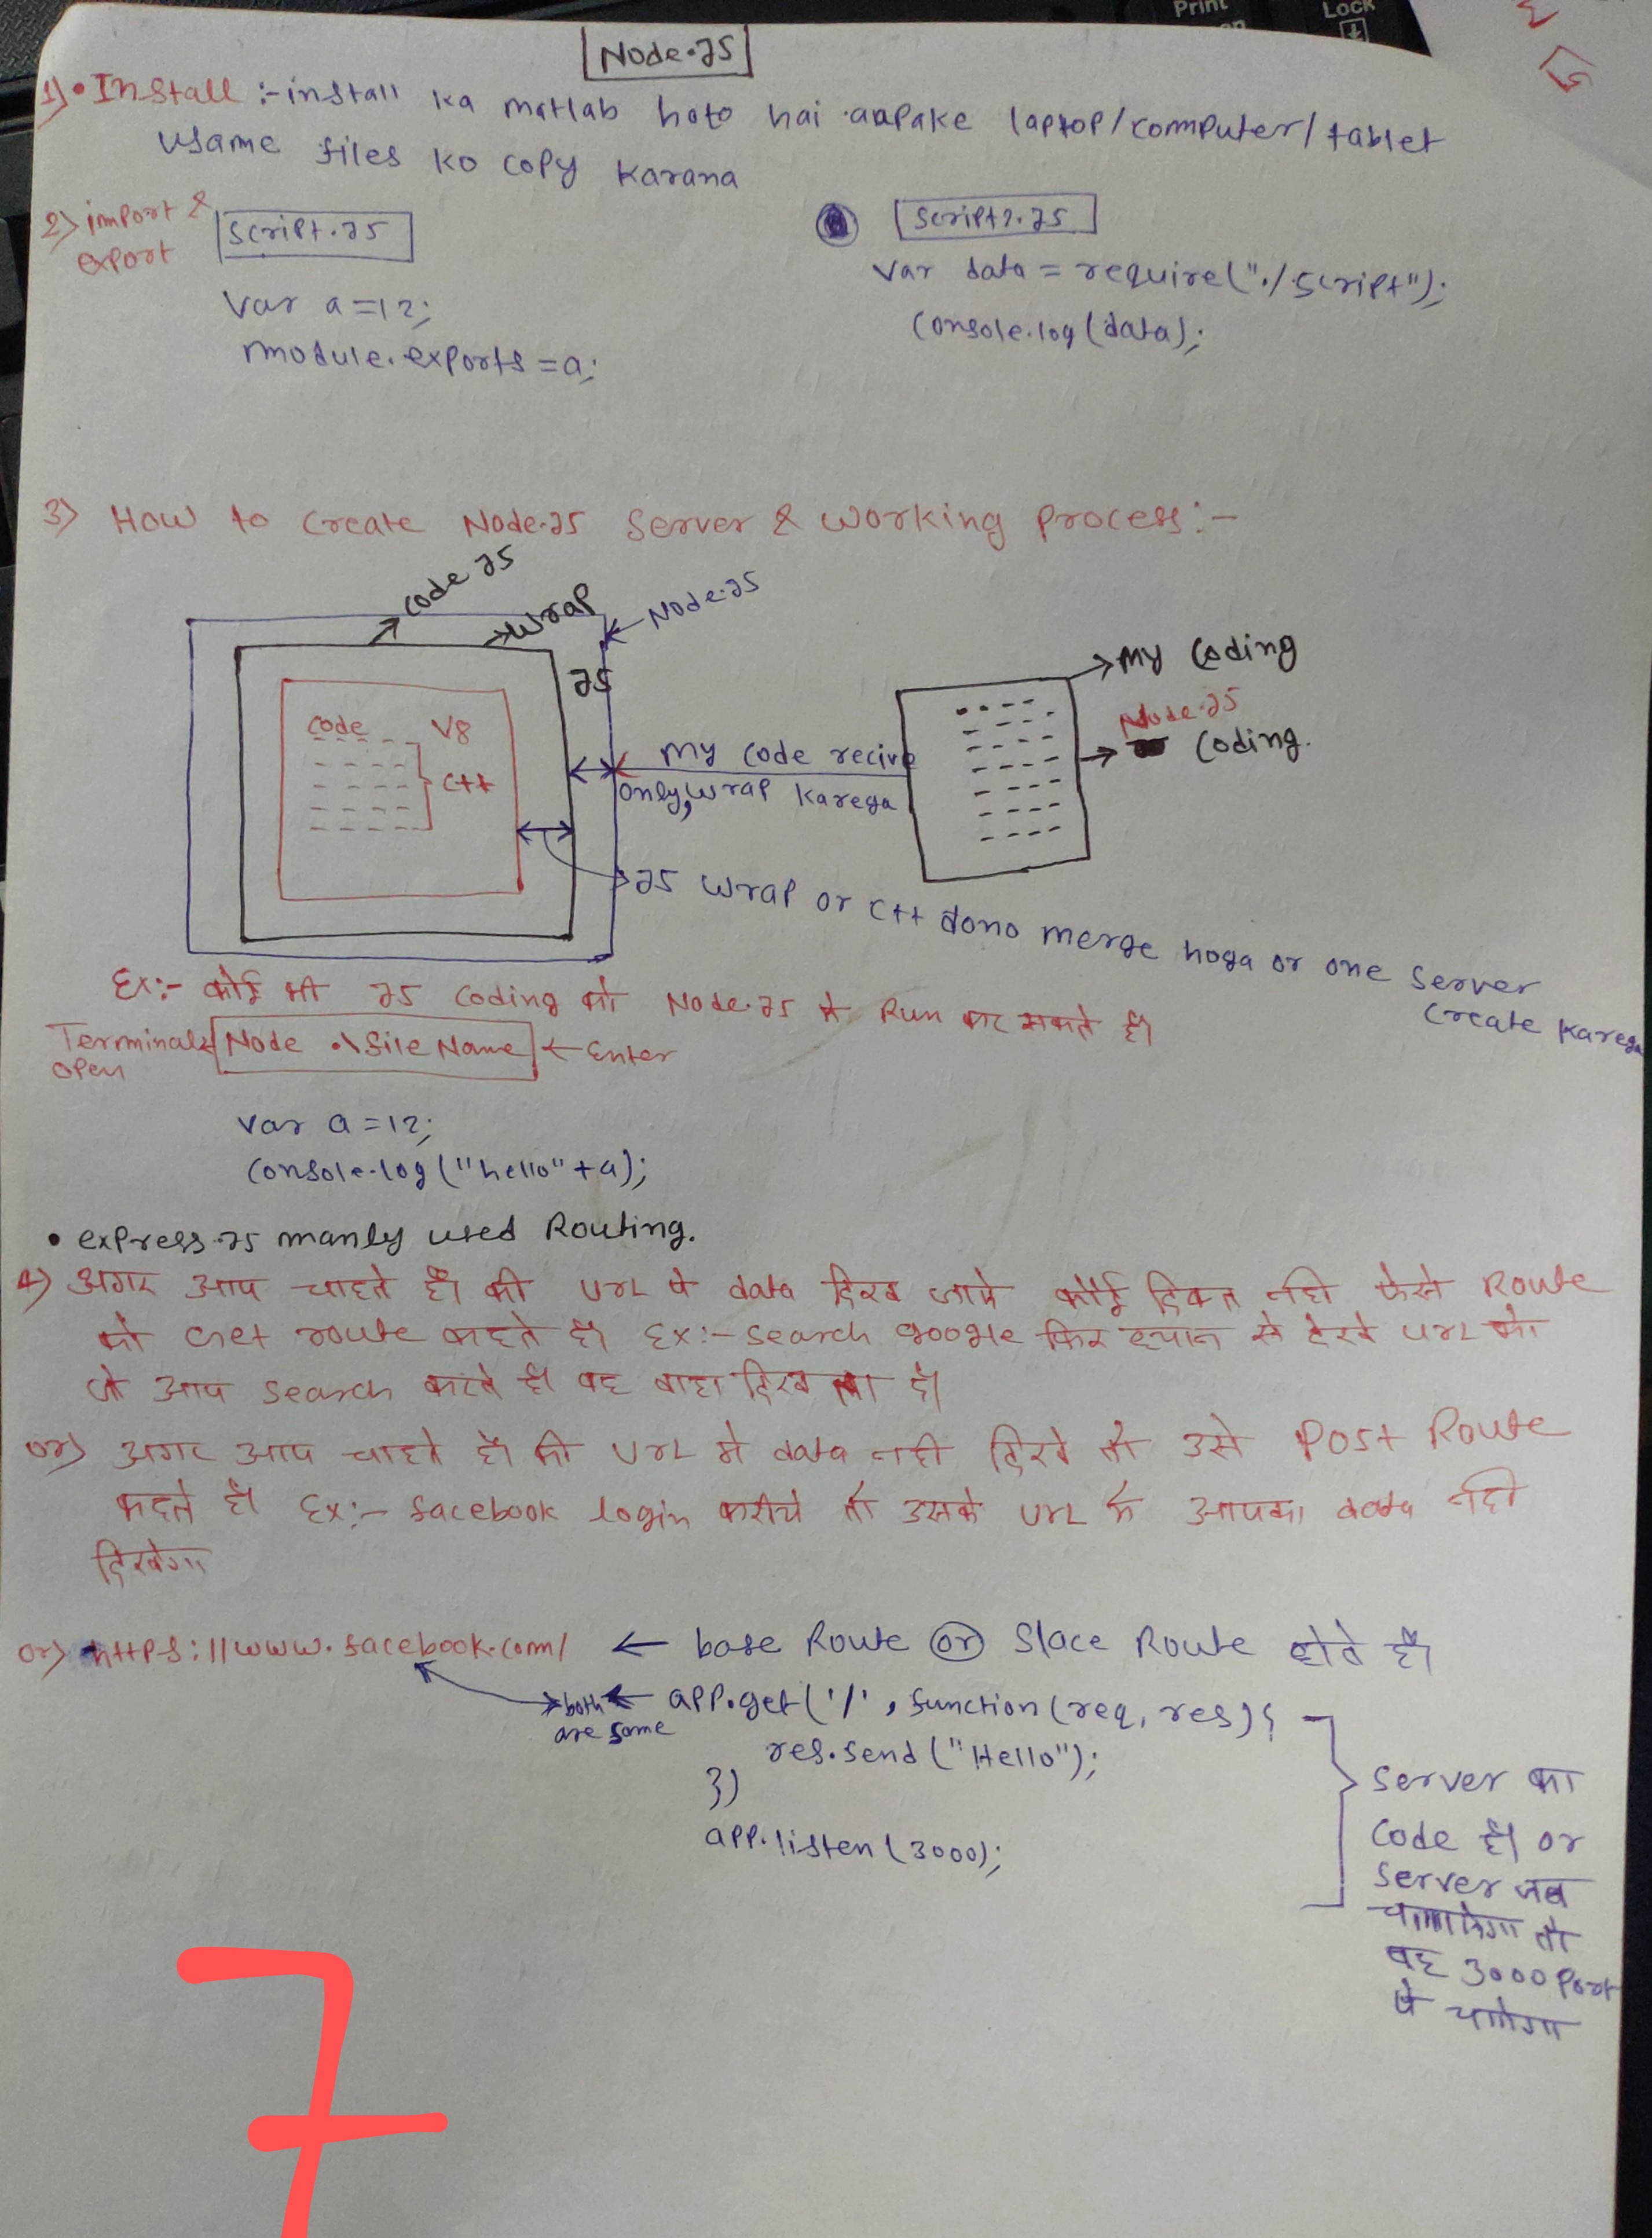 Print
Lock
Node.JS
1) • Install :- install ka matlab hoto hai aapake laptop/computer/tablet
usame files ko copy karana
2) import &
export
Script.JS
var a=12;
module.exports=a;
Script2.JS
var data = require("./script");
console.log(data);
3) How to create Node.JS Server & working process:-
code JS
wrap
Node.JS
JS
code
V8
C++
My code recive
only, wrap karega
My Coding
Node.JS
Coding.
JS wrap or C++ dono merge hoga or one server
create karega
Ex:- कोई भी JS coding को Node.JS से Run कर सकते है।
Terminal
open
Node .\file Name
← Enter
var a=12;
console.log("hello"+a);
• express.JS manly used Routing.
4) अगर आप चाहते है। की url पे data दिख जाये कोई दिकत नही ऐसे Route
को Get route कहते है। Ex:- search google फिर ध्यान से देखे url को
जो आप search करते है। वह वाहा दिख है।
or) अगर आप चाहते है। की url मे data नही दिखे तो उसे Post Route
कहते है। Ex:- facebook login करीये तो उसके url मे आपका data नही
दिखेगा
or) https://www.facebook.com/ ← base Route or Slace Route होते है।
both
are same
← app.get('/', function(req, res){
res.send("Hello");
})
app.listen(3000);
server का
code है। or
server जब
तो
वह 3000 Port
पे चलेगा
7